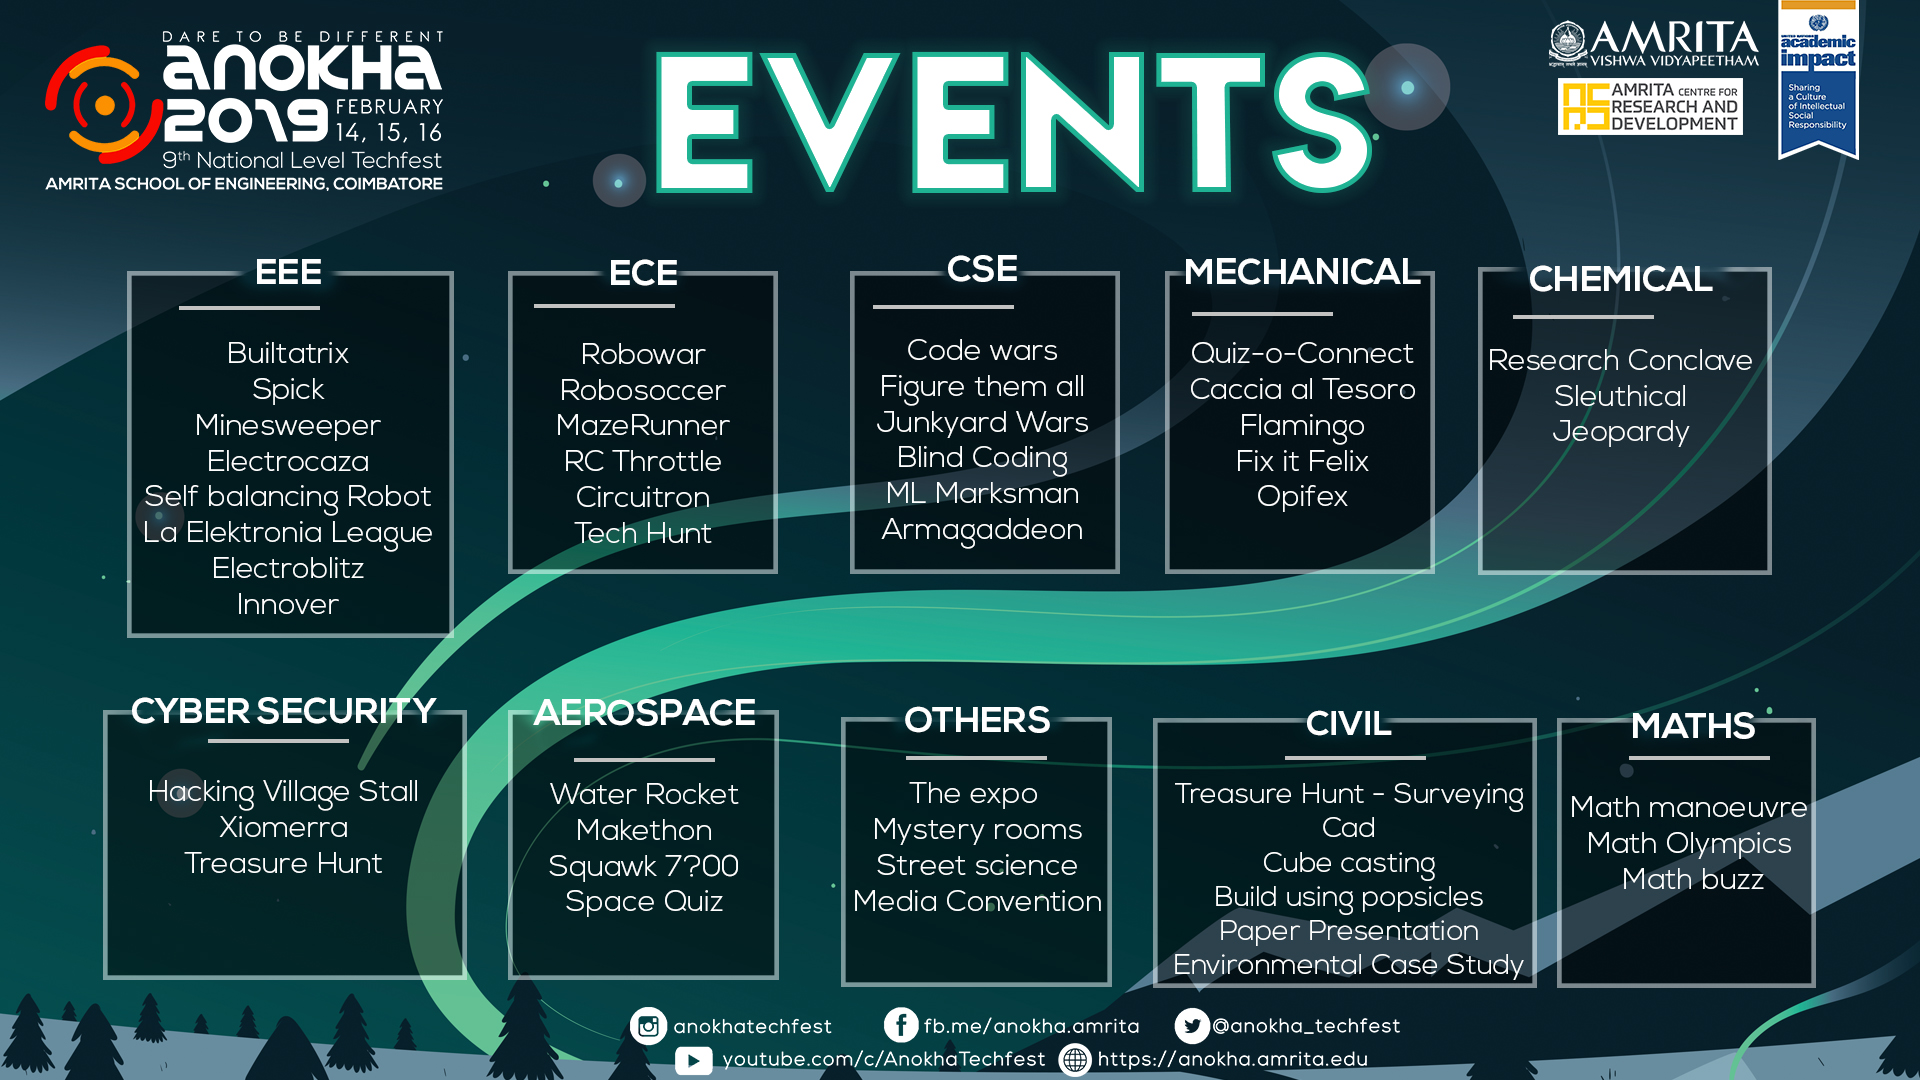 DARE TO BE DIFFERENT
ANOKHA
2019 FEBRUARY
14, 15, 16
9th National Level Techfest
AMRITA SCHOOL OF ENGINEERING, COIMBATORE
EVENTS
AMRITA
VISHWA VIDYAPEETHAM
AMRITA CENTRE FOR
RESEARCH AND
DEVELOPMENT
UNITED NATIONS
academic
impact
Sharing
a Culture
of Intellectual
Social
Responsibility
EEE
Builtatrix
Spick
Minesweeper
Electrocaza
Self balancing Robot
La Elektronia League
Electroblitz
Innover
ECE
Robowar
Robosoccer
MazeRunner
RC Throttle
Circuitron
Tech Hunt
CSE
Code wars
Figure them all
Junkyard Wars
Blind Coding
ML Marksman
Armagaddeon
MECHANICAL
Quiz-o-Connect
Caccia al Tesoro
Flamingo
Fix it Felix
Opifex
CHEMICAL
Research Conclave
Sleuthical
Jeopardy
CYBER SECURITY
Hacking Village Stall
Xiomerra
Treasure Hunt
AEROSPACE
Water Rocket
Makethon
Squawk 7?00
Space Quiz
OTHERS
The expo
Mystery rooms
Street science
Media Convention
CIVIL
Treasure Hunt - Surveying
Cad
Cube casting
Build using popsicles
Paper Presentation
Environmental Case Study
MATHS
Math manoeuvre
Math Olympics
Math buzz
anokhatechfest fb.me/anokha.amrita @anokha_techfest
youtube.com/c/AnokhaTechfest https://anokha.amrita.edu